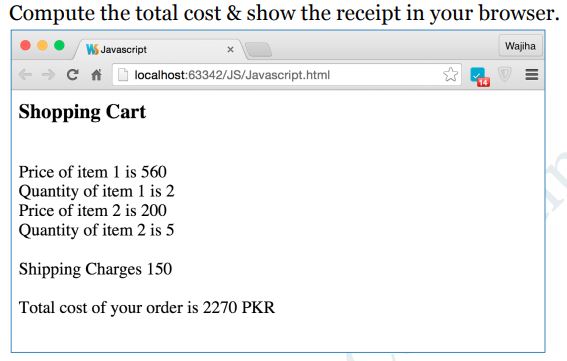 Compute the total cost & show the receipt in your browser.
Javascript
Wajiha
localhost:63342/JS/Javascript.html
14
Shopping Cart
Price of item 1 is 560
Quantity of item 1 is 2
Price of item 2 is 200
Quantity of item 2 is 5
Shipping Charges 150
Total cost of your order is 2270 PKR